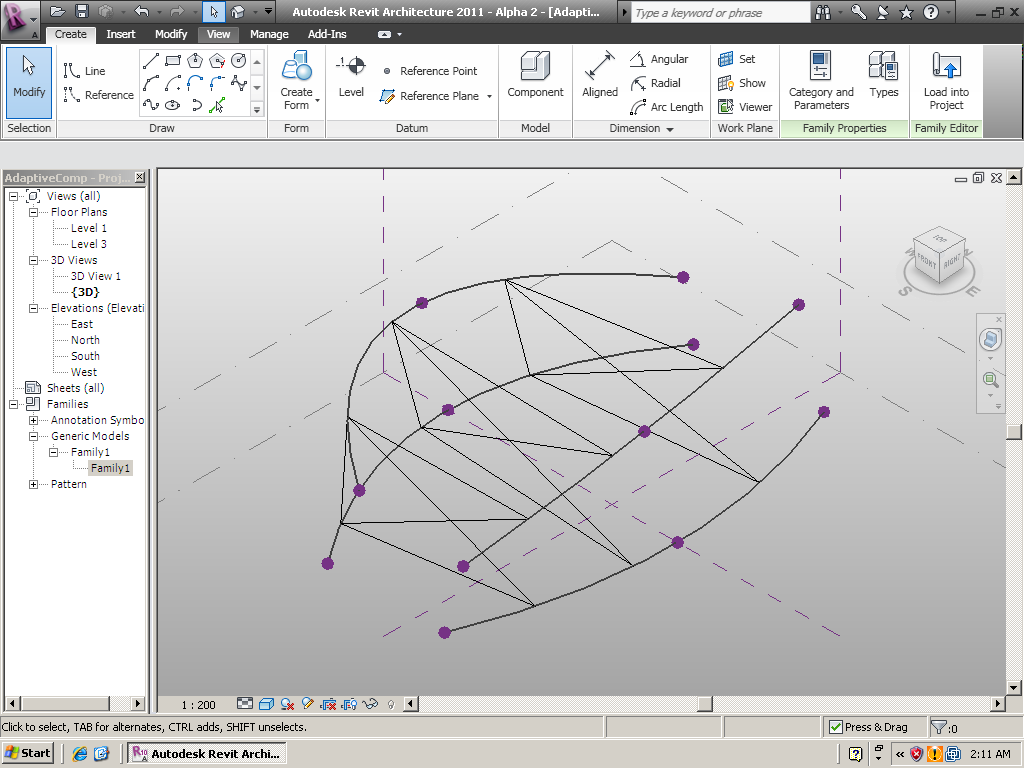 Autodesk Revit Architecture 2011 - Alpha 2 - [Adapti...
Type a keyword or phrase
Create Insert Modify View Manage Add-Ins
Modify
Line
Reference
Create Form
Level
Reference Point
Reference Plane
Component
Aligned
Angular
Radial
Arc Length
Set
Show
Viewer
Category and Parameters
Types
Load into Project
Selection Draw Form Datum Model Dimension Work Plane Family Properties Family Editor
AdaptiveComp - Proj...
Views (all)
Floor Plans
Level 1
Level 3
3D Views
3D View 1
{3D}
Elevations (Elevati
East
North
South
West
Sheets (all)
Families
Annotation Symbo
Generic Models
Family1
Family1
Pattern
TOP
FRONT
RIGHT
S
E
1 : 200
Click to select, TAB for alternates, CTRL adds, SHIFT unselects.
Press & Drag
:0
Start
Autodesk Revit Archi...
2:11 AM